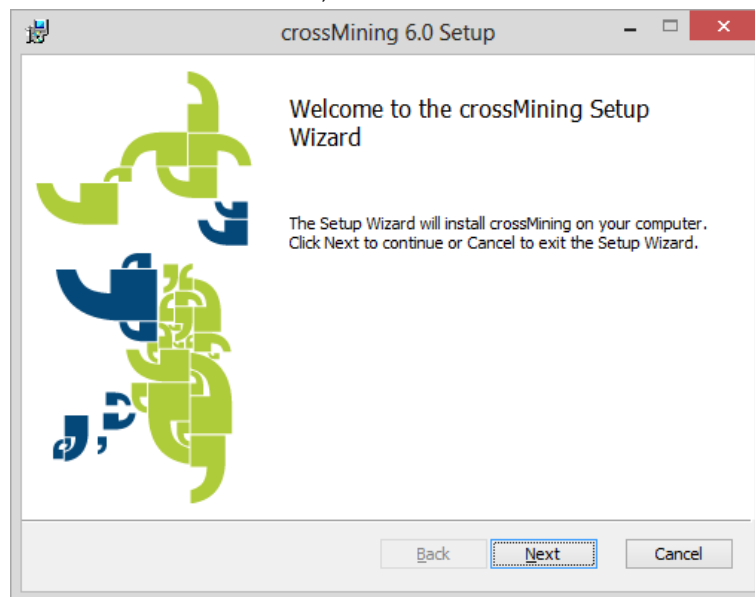 crossMining 6.0 Setup
Welcome to the crossMining Setup
Wizard
The Setup Wizard will install crossMining on your computer.
Click Next to continue or Cancel to exit the Setup Wizard.
Back Next Cancel